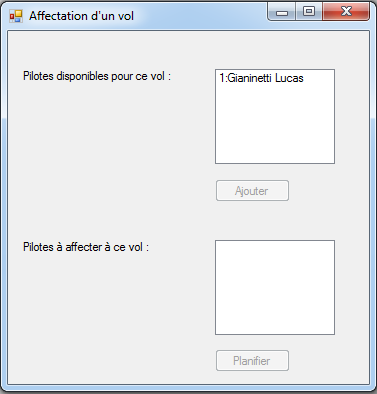 Affectation d'un vol
Pilotes disponibles pour ce vol :
1:Gianinetti Lucas
Ajouter
Pilotes à affecter à ce vol :
Planifier